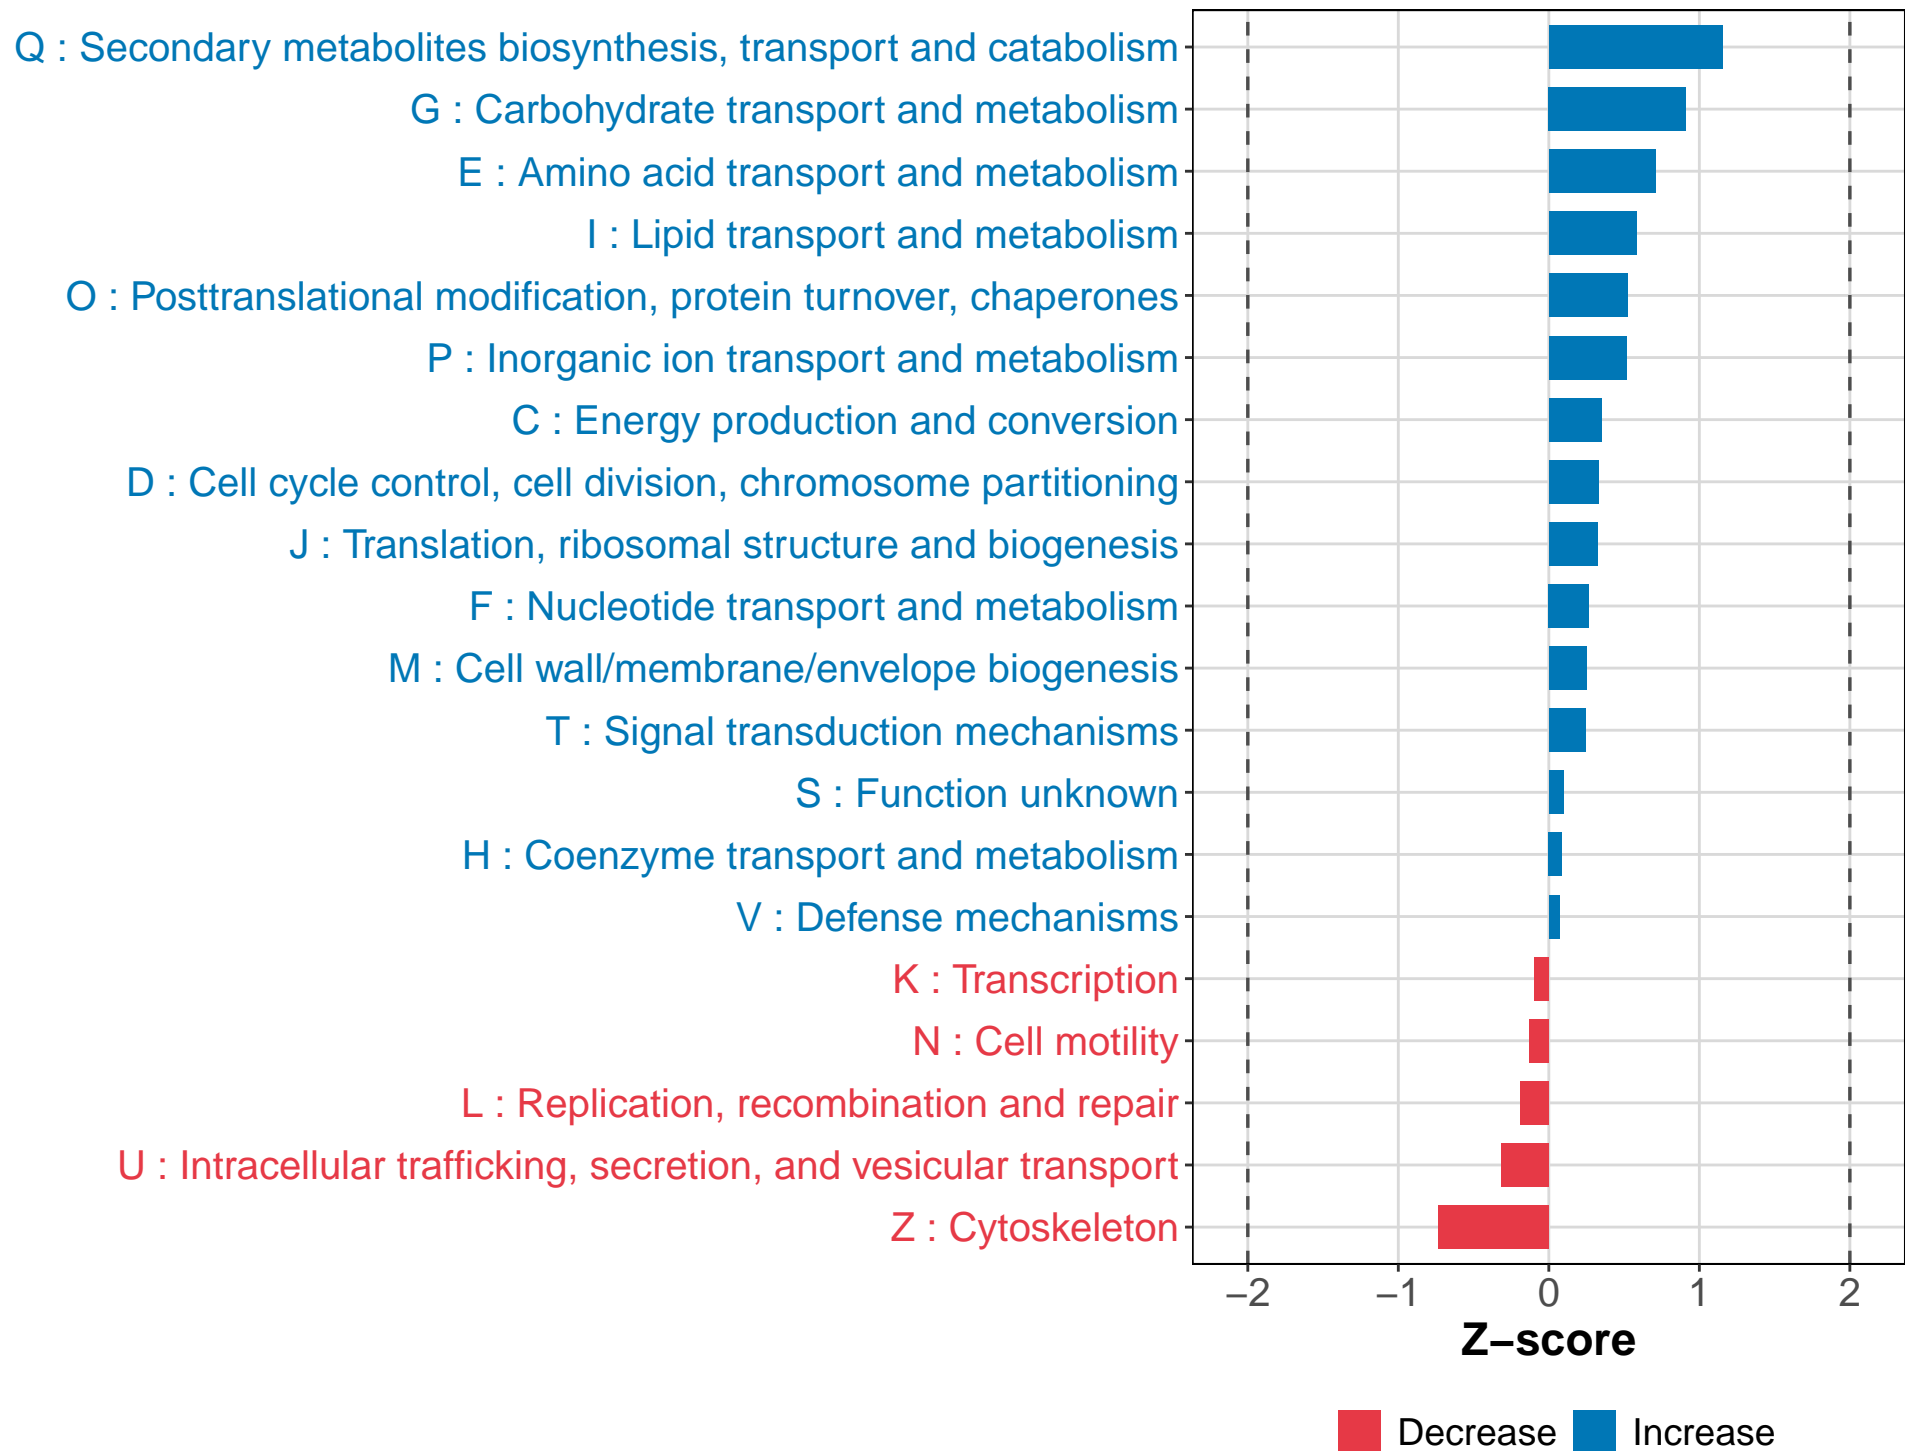 Q : Secondary metabolites biosynthesis, transport and catabolism
G : Carbohydrate transport and metabolism
E : Amino acid transport and metabolism
I : Lipid transport and metabolism
O : Posttranslational modification, protein turnover, chaperones
P : Inorganic ion transport and metabolism
C : Energy production and conversion
D : Cell cycle control, cell division, chromosome partitioning
J : Translation, ribosomal structure and biogenesis
F : Nucleotide transport and metabolism
M : Cell wall/membrane/envelope biogenesis
T : Signal transduction mechanisms
S : Function unknown
H : Coenzyme transport and metabolism
V : Defense mechanisms
K : Transcription
N : Cell motility
L : Replication, recombination and repair
U : Intracellular trafficking, secretion, and vesicular transport
Z : Cytoskeleton
−2 −1 0 1 2
Z−score
Decrease Increase